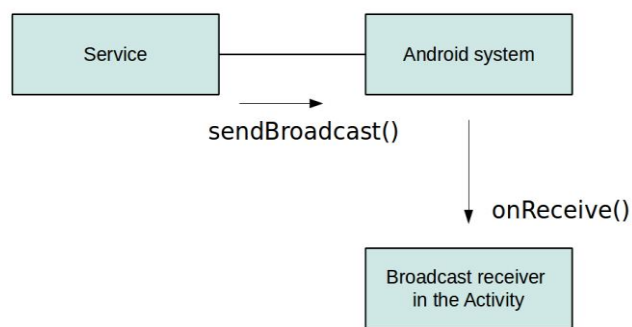 Service
Android system
sendBroadcast()
onReceive()
Broadcast receiver
in the Activity